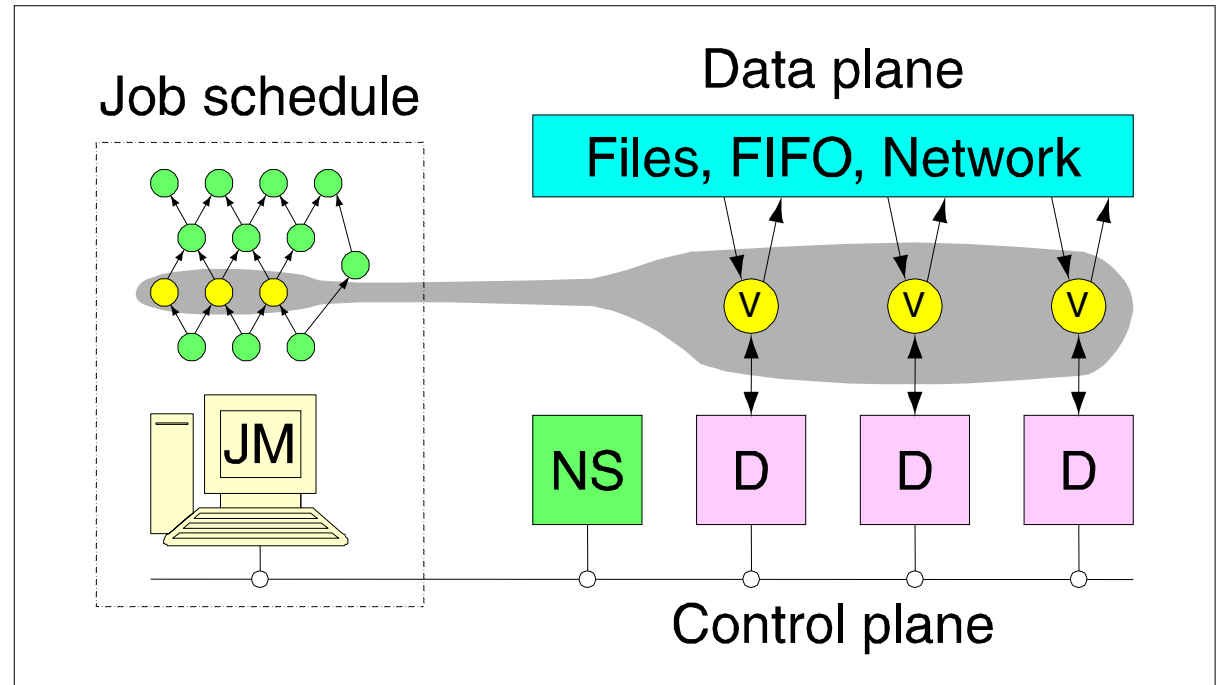 Job schedule
Data plane
Files, FIFO, Network
V V V
JM
NS D D D
Control plane